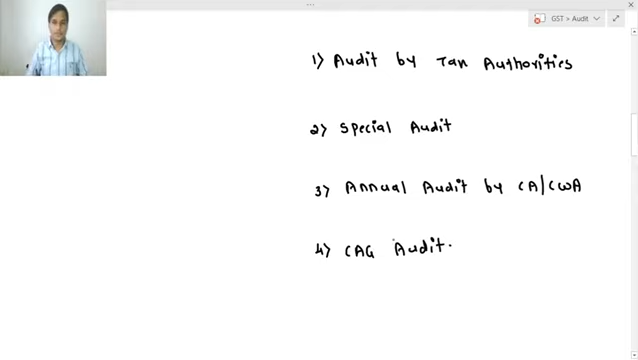 GST > Audit
1) Audit by Tax Authorities
2) Special Audit
3) Annual Audit by CA/CWA
4) CAG Audit.